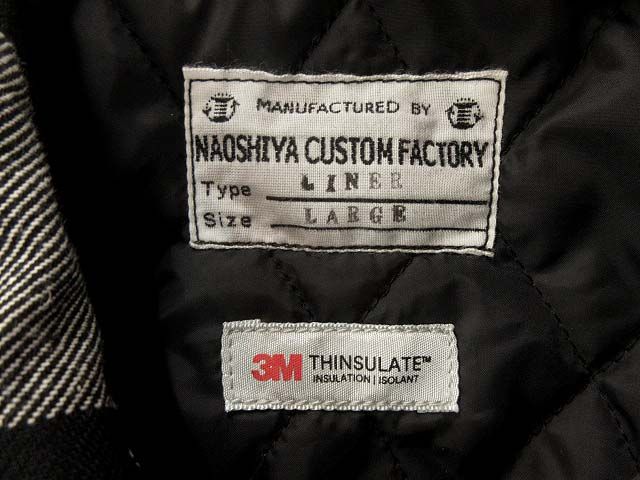 MANUFACTURED BY
NAOSHIYA CUSTOM FACTORY
Type LINER
Size LARGE
3M THINSULATE™
INSULATION | ISOLANT